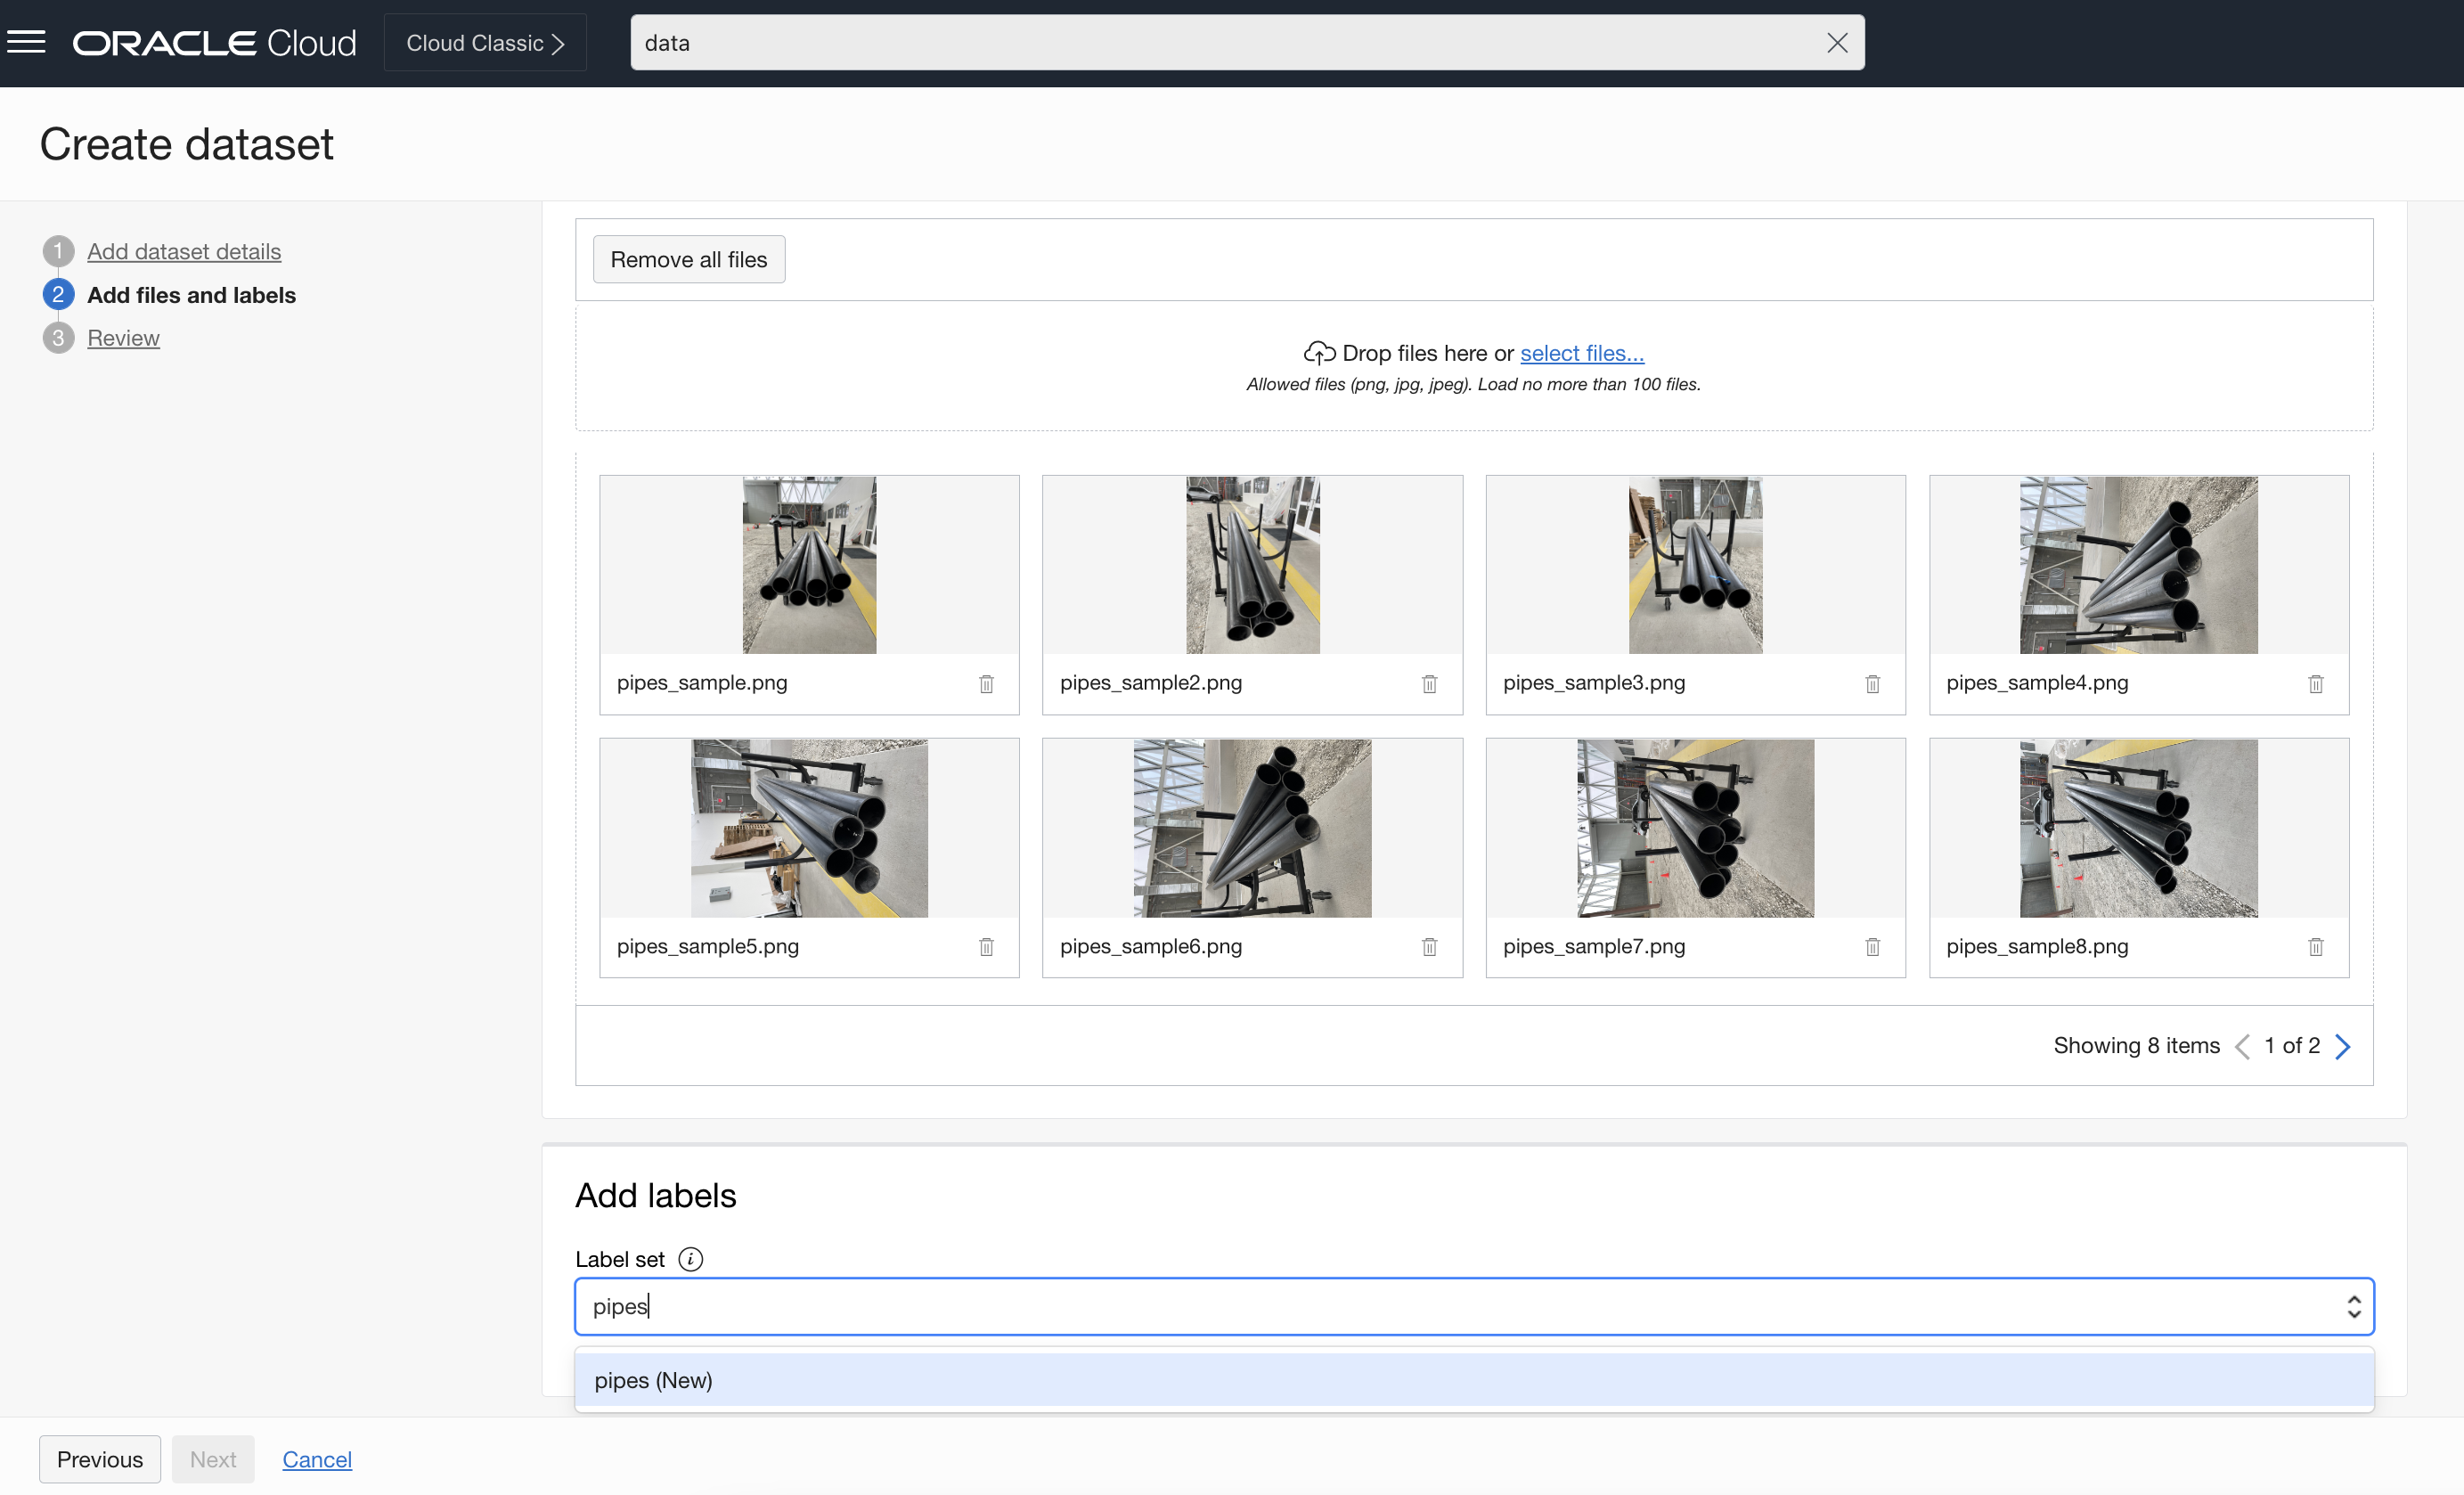 ORACLE Cloud
Cloud Classic
data
Create dataset
1 Add dataset details
2 Add files and labels
3 Review
Remove all files
Drop files here or select files...
Allowed files (png, jpg, jpeg). Load no more than 100 files.
pipes_sample.png
pipes_sample2.png
pipes_sample3.png
pipes_sample4.png
pipes_sample5.png
pipes_sample6.png
pipes_sample7.png
pipes_sample8.png
Showing 8 items 1 of 2
Add labels
Label set i
pipes
pipes (New)
Previous Next Cancel